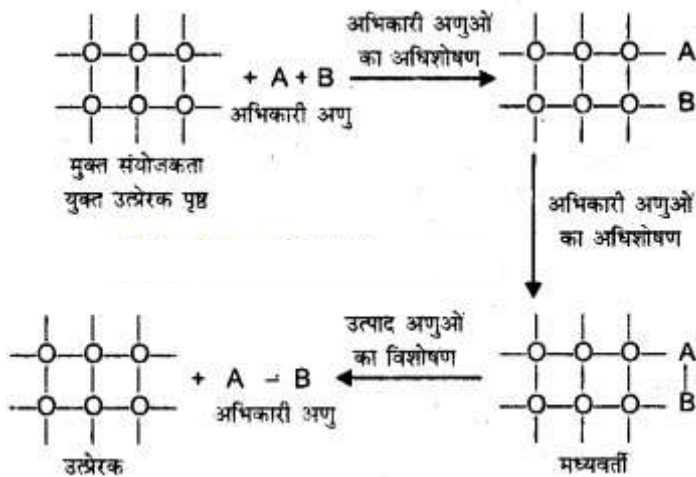 अभिकारी अणुओं
का अधिशोषण
A
+ A + B
B
अभिकारी अणु
मुक्त संयोजकता
युक्त उत्प्रेरक पृष्ठ
अभिकारी अणुओं
का अधिशोषण
उत्पाद अणुओं
का विशोषण
A
+ A - B
B
अभिकारी अणु
उत्प्रेरक
मध्यवर्ती